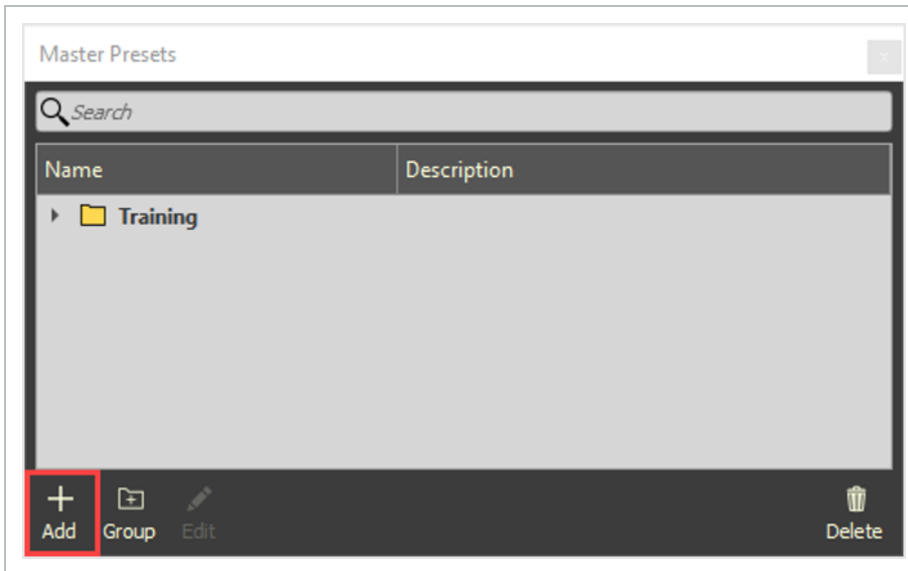 Master Presets
x
Search
Name Description
Training
Add Group Edit Delete